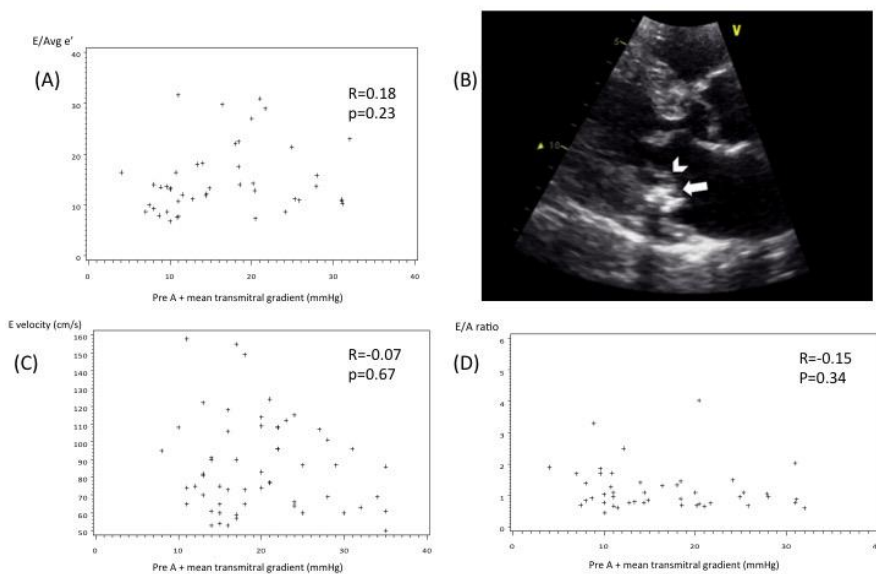 E/Avg e'
(A)
40
30
20
10
0
R=0.18
p=0.23
0 10 20 30 40
Pre A + mean transmitral gradient (mmHg)
(B)
V
5
10
E velocity (cm/s)
(C)
160
150
140
130
120
110
100
90
80
70
60
50
R=-0.07
p=0.67
0 10 20 30 40
Pre A + mean transmitral gradient (mmHg)
E/A ratio
(D)
6
5
4
3
2
1
0
R=-0.15
P=0.34
0 10 20 30 40
Pre A + mean transmitral gradient (mmHg)